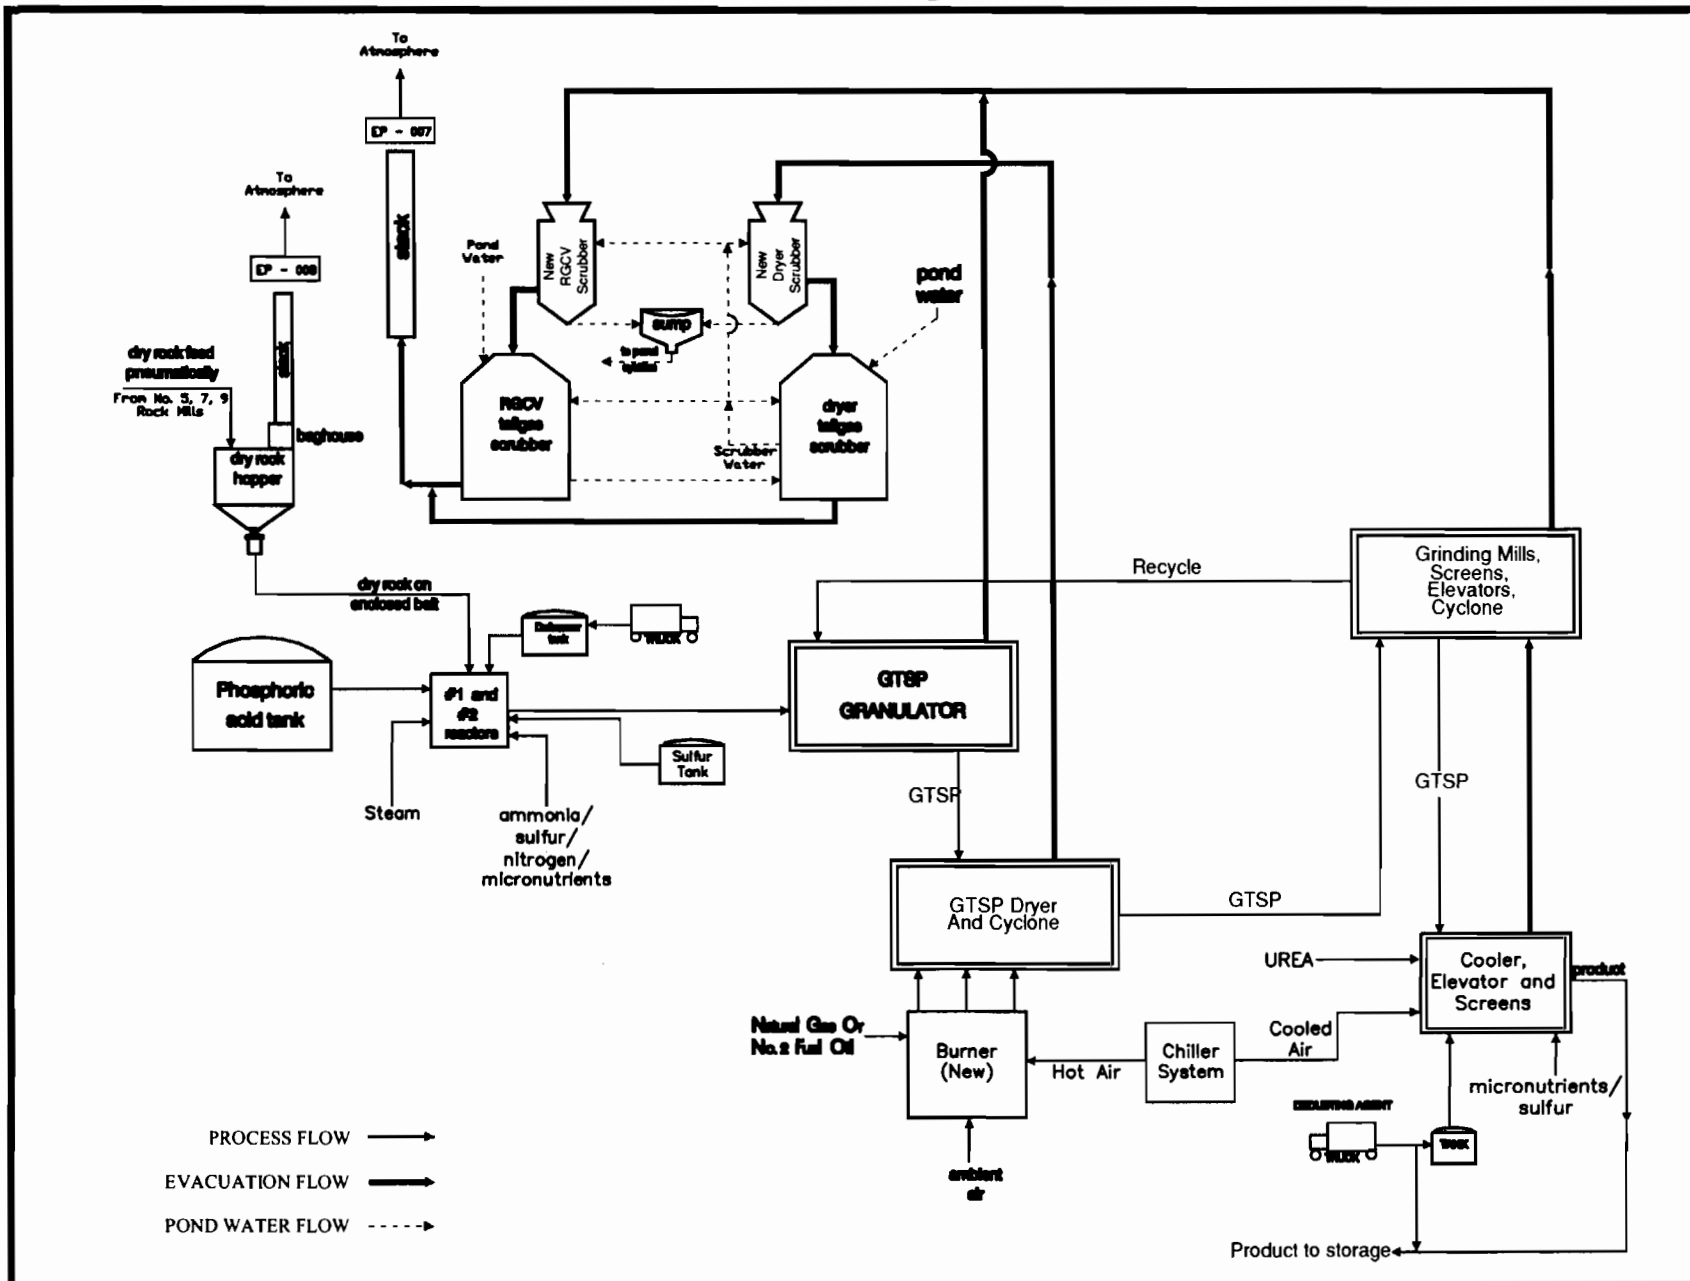 To
Atmosphere
EP - 007
stack
To
Atmosphere
EP - 008
stack
dry rock feed
pneumatically
From No. 5, 7, 9
Rock Mills
baghouse
dry rock
hopper
Pond
Water
New
RGCV
Scrubber
New
Dryer
Scrubber
pond
water
sump
to pond
RGCV
tailgas
scrubber
dryer
tailgas
scrubber
Scrubber
Water
dry rock on
enclosed belt
tank
TRUCK
Phosphoric
acid tank
#1 and
#2
reactors
Steam
ammonia/
sulfur/
nitrogen/
micronutrients
Sulfur
Tank
GTSP
GRANULATOR
Recycle
Grinding Mills,
Screens,
Elevators,
Cyclone
GTSP
GTSP
GTSP Dryer
And Cyclone
GTSP
UREA
Cooler,
Elevator and
Screens
product
Natural Gas Or
No.2 Fuel Oil
Burner
(New)
Hot Air
Chiller
System
Cooled
Air
ambient
air
micronutrients/
sulfur
DEDUSTING AGENT
TRUCK
Product to storage
PROCESS FLOW
EVACUATION FLOW
POND WATER FLOW